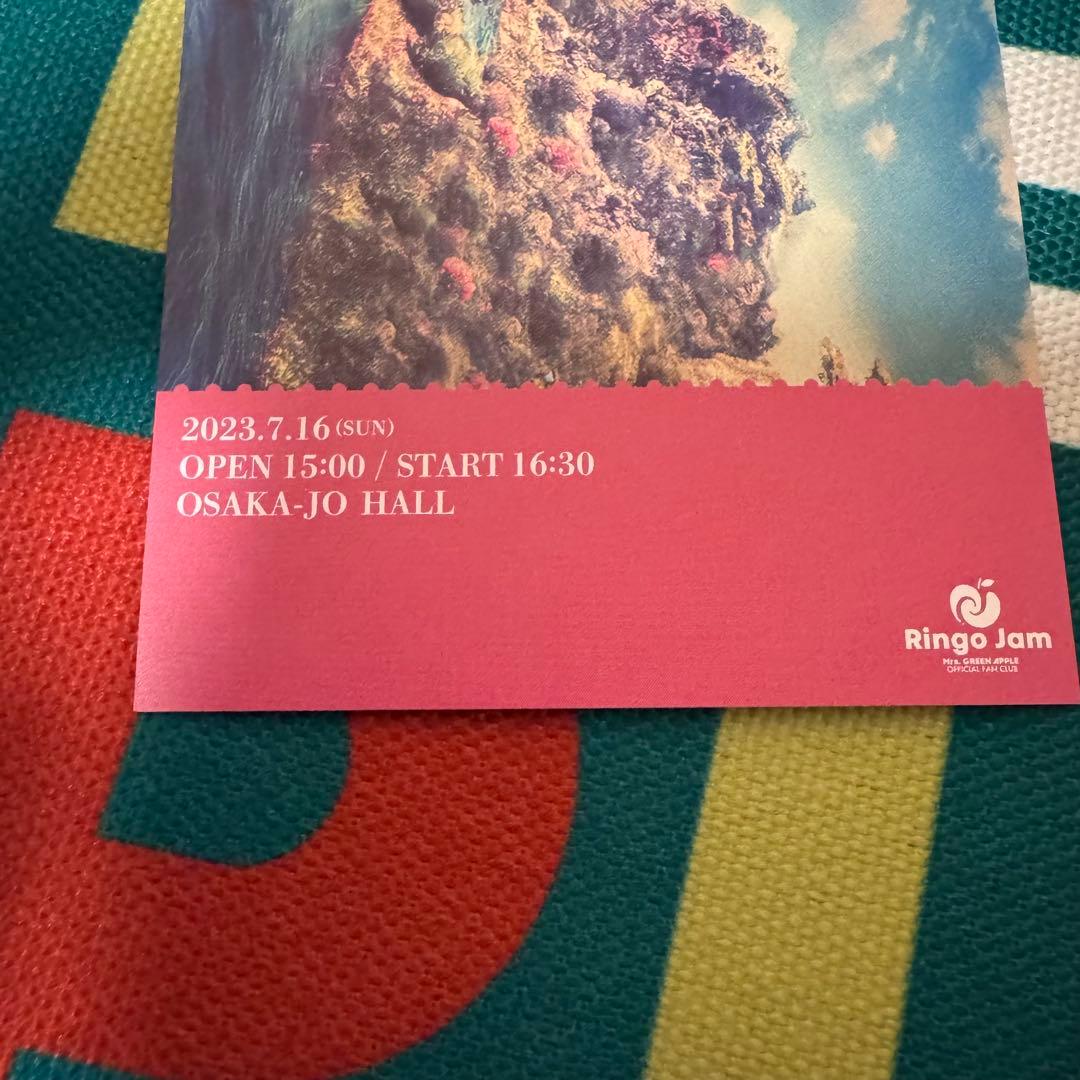 2023.7.16 (SUN)
OPEN 15:00 / START 16:30
OSAKA-JO HALL
Ringo Jam
Mrs. GREEN APPLE
OFFICIAL FAN CLUB